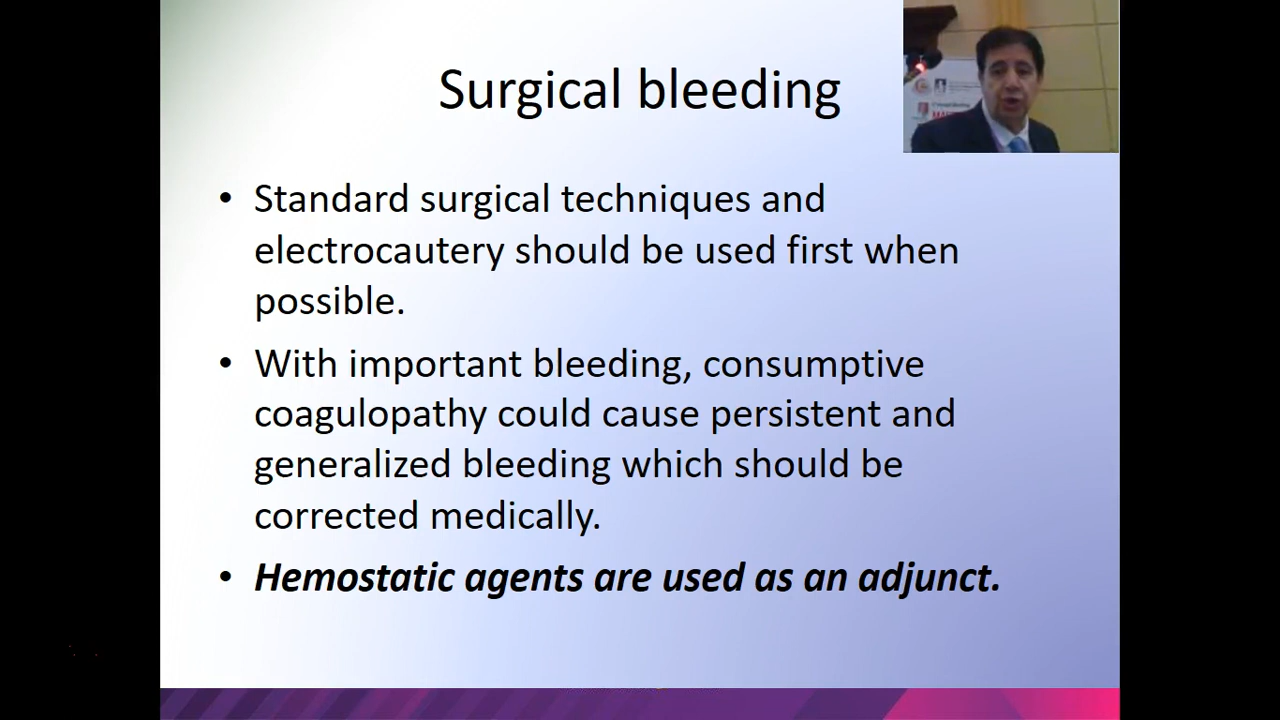 Surgical bleeding
• Standard surgical techniques and
electrocautery should be used first when
possible.
• With important bleeding, consumptive
coagulopathy could cause persistent and
generalized bleeding which should be
corrected medically.
• Hemostatic agents are used as an adjunct.